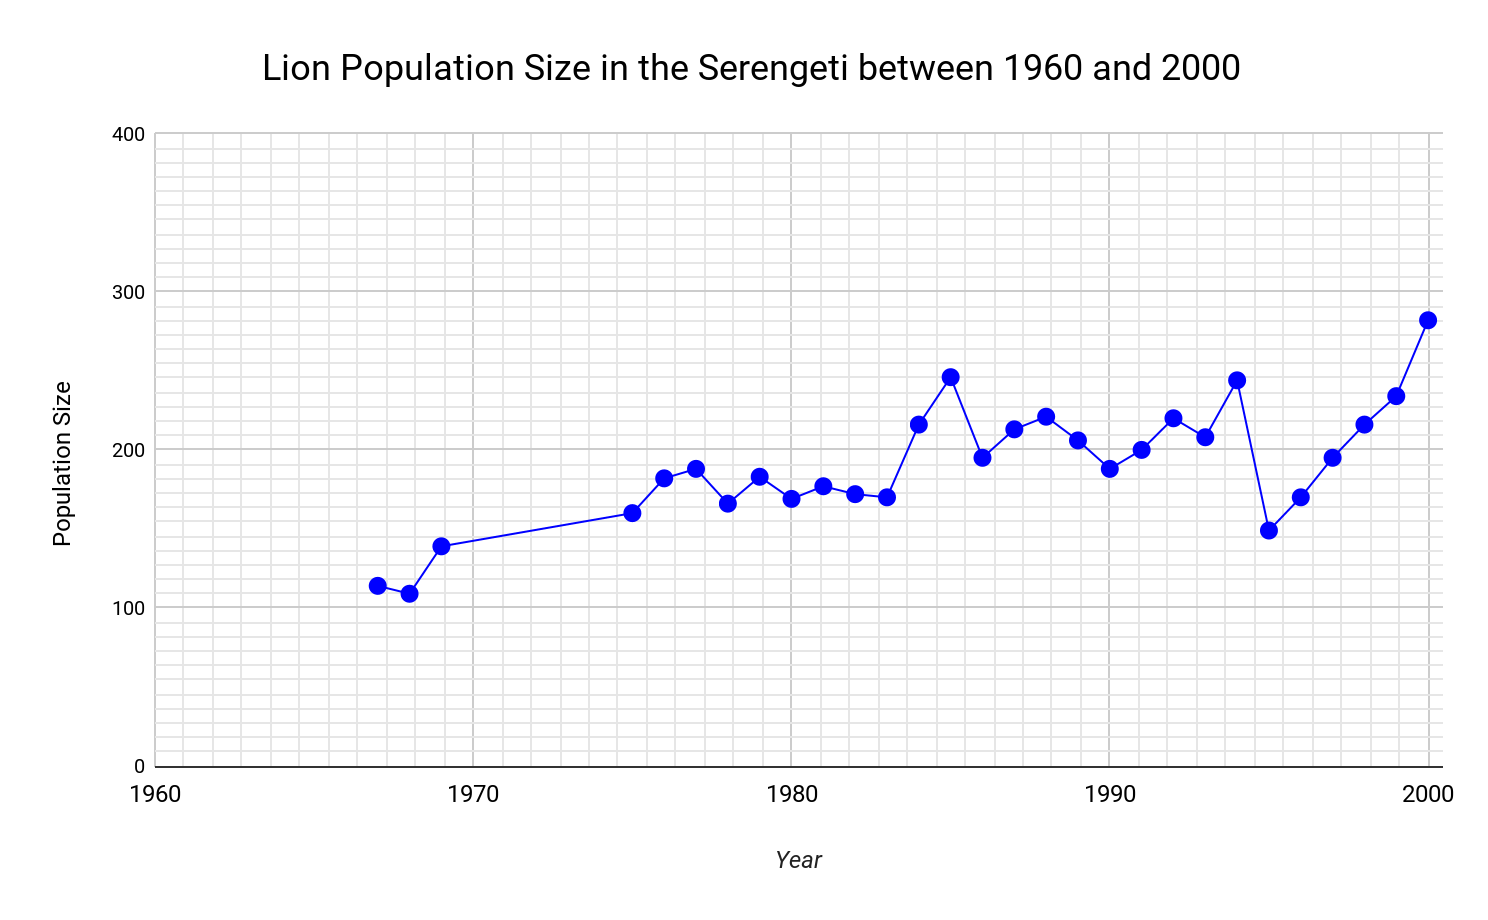 Lion Population Size in the Serengeti between 1960 and 2000
400
300
200
100
0
Population Size
1960 1970 1980 1990 2000
Year